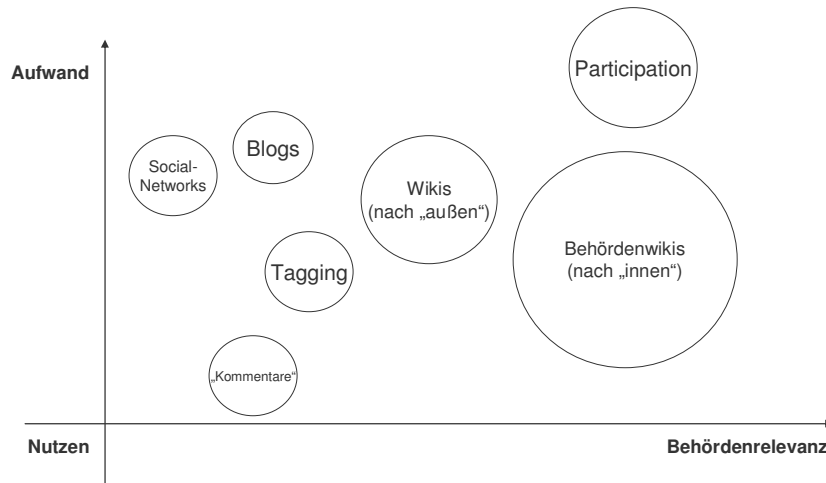 Aufwand
Participation
Blogs
Social-
Networks
Wikis
(nach „außen“)
Behördenwikis
(nach „innen“)
Tagging
„Kommentare“
Nutzen
Behördenrelevanz